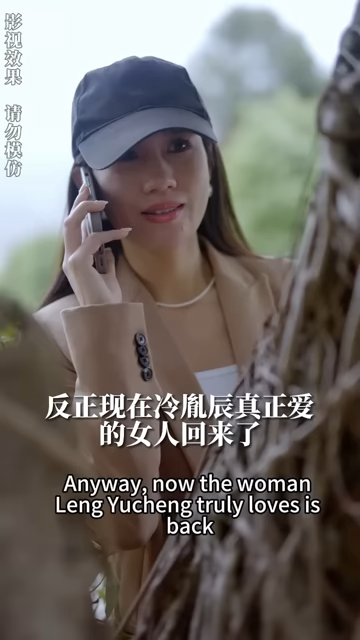 影视效果 请勿模仿
反正现在冷胤辰真正爱
的女人回来了
Anyway, now the woman
Leng Yucheng truly loves is
back